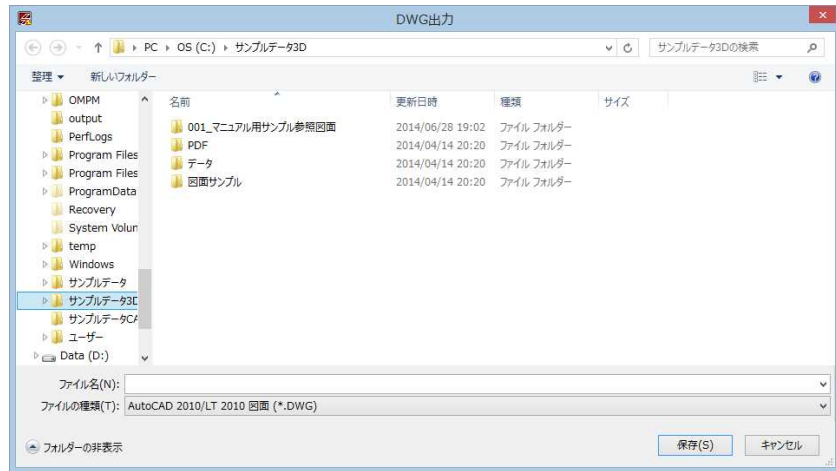 DWG出力
PC OS (C:) サンプルデータ3D サンプルデータ3Dの検索
整理 新しいフォルダー
OMPM
output
PerfLogs
Program Files
Program Files
ProgramData
Recovery
System Volun
temp
Windows
サンプルデータ
サンプルデータ3D
サンプルデータCA
ユーザー
Data (D:)
名前 更新日時 種類 サイズ
001_マニュアル用サンプル参照図面 2014/06/28 19:02 ファイル フォルダー
PDF 2014/04/14 20:20 ファイル フォルダー
データ 2014/04/14 20:20 ファイル フォルダー
図面サンプル 2014/04/14 20:20 ファイル フォルダー
ファイル名(N):
ファイルの種類(T): AutoCAD 2010/LT 2010 図面 (*.DWG)
フォルダーの非表示 保存(S) キャンセル